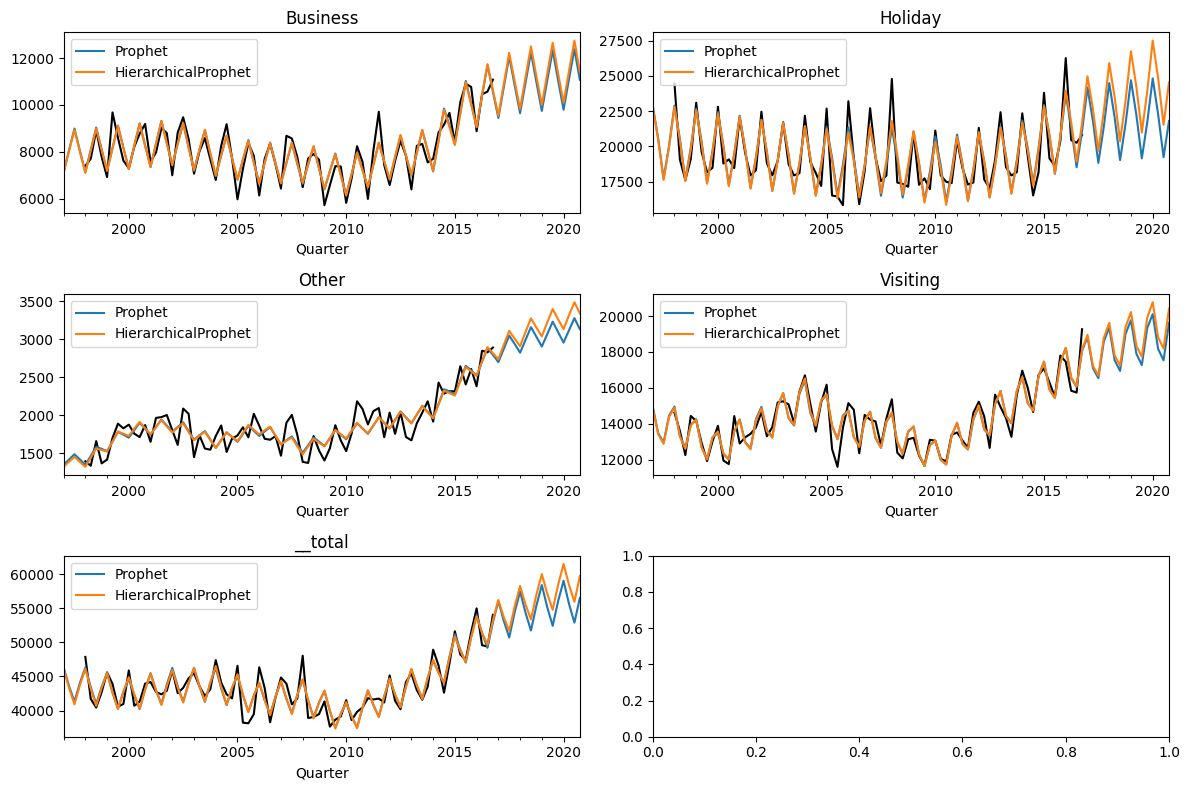 Business
Prophet
HierarchicalProphet
12000
10000
8000
6000
2000 2005 2010 2015 2020
Quarter
Holiday
Prophet
HierarchicalProphet
27500
25000
22500
20000
17500
2000 2005 2010 2015 2020
Quarter
Other
Prophet
HierarchicalProphet
3500
3000
2500
2000
1500
2000 2005 2010 2015 2020
Quarter
Visiting
Prophet
HierarchicalProphet
20000
18000
16000
14000
12000
2000 2005 2010 2015 2020
Quarter
__total
Prophet
HierarchicalProphet
60000
55000
50000
45000
40000
2000 2005 2010 2015 2020
Quarter
1.0
0.8
0.6
0.4
0.2
0.0
0.0 0.2 0.4 0.6 0.8 1.0